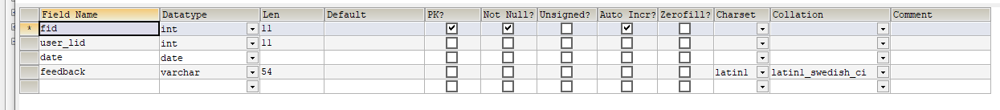 Field Name Datatype Len Default PK? Not Null? Unsigned? Auto Incr? Zerofill? Charset Collation Comment
* fid int 11
user_lid int 11
date date
feedback varchar 54 latin1 latin1_swedish_ci